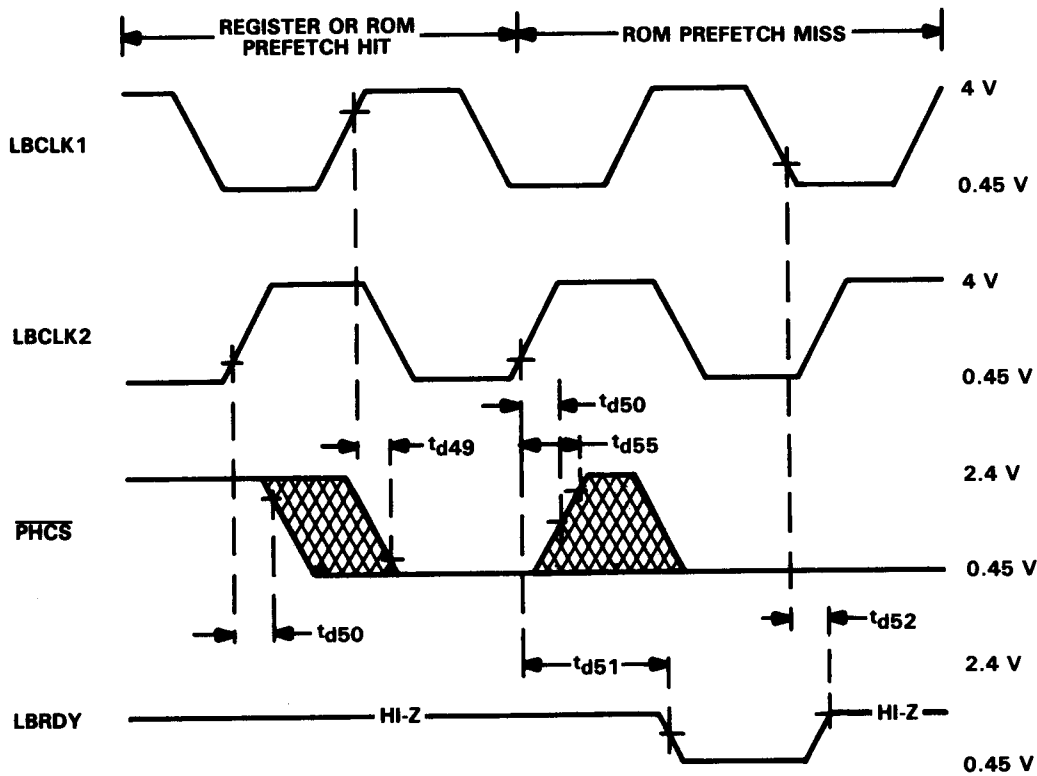 REGISTER OR ROM
PREFETCH HIT
ROM PREFETCH MISS
4 V
LBCLK1
0.45 V
4 V
LBCLK2
0.45 V
td50
td49
td55
2.4 V
PHCS
0.45 V
td50
td52
td51
2.4 V
LBRDY
HI-Z
HI-Z
0.45 V